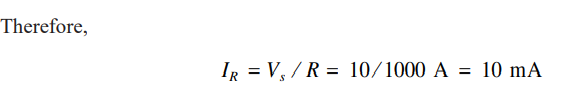 Therefore,
I_R = V_s / R = 10/1000 A = 10 mA